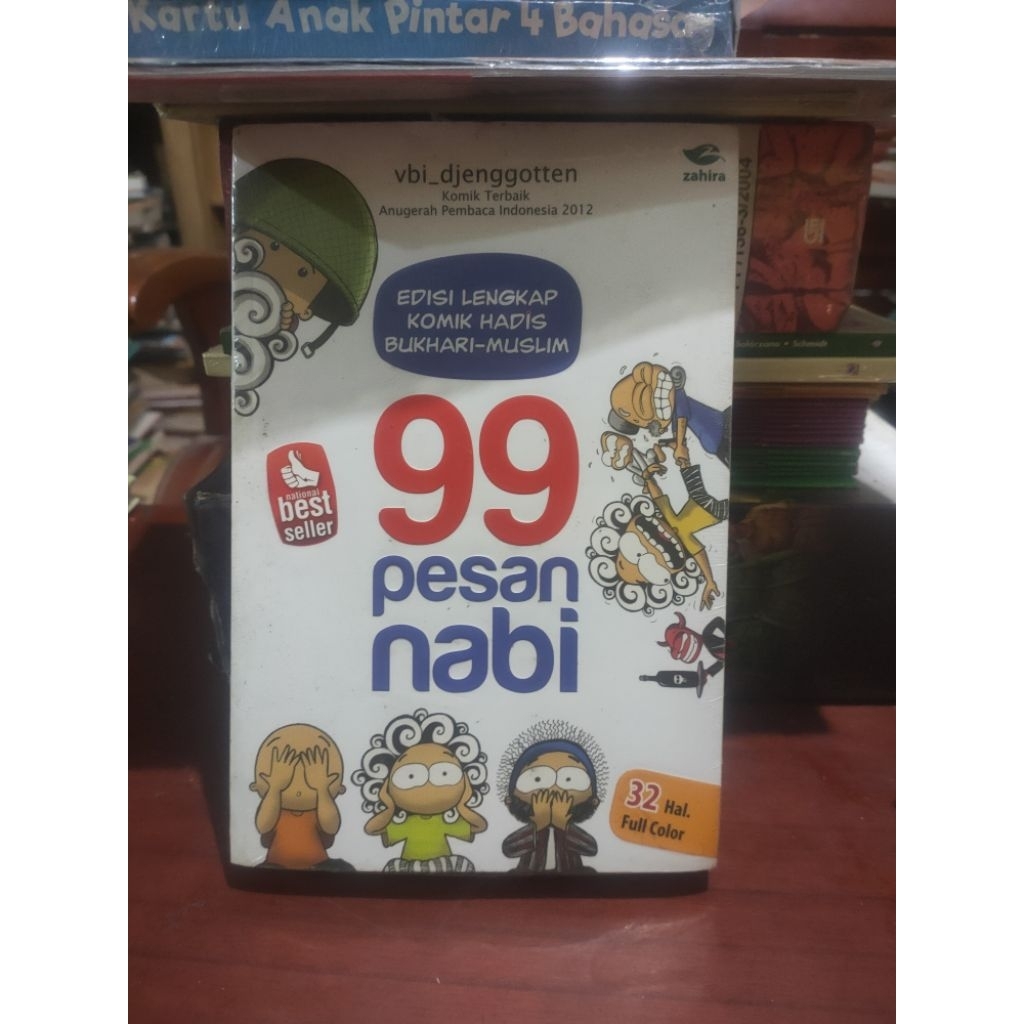 Kartu Anak Pintar 4 Bahasa
vbi_djenggotten
Komik Terbaik
Anugerah Pembaca Indonesia 2012
zahira
EDISI LENGKAP
KOMIK HADIS
BUKHARI-MUSLIM
99
pesan
nabi
national
best
seller
32 Hal.
Full Color
Schmidt